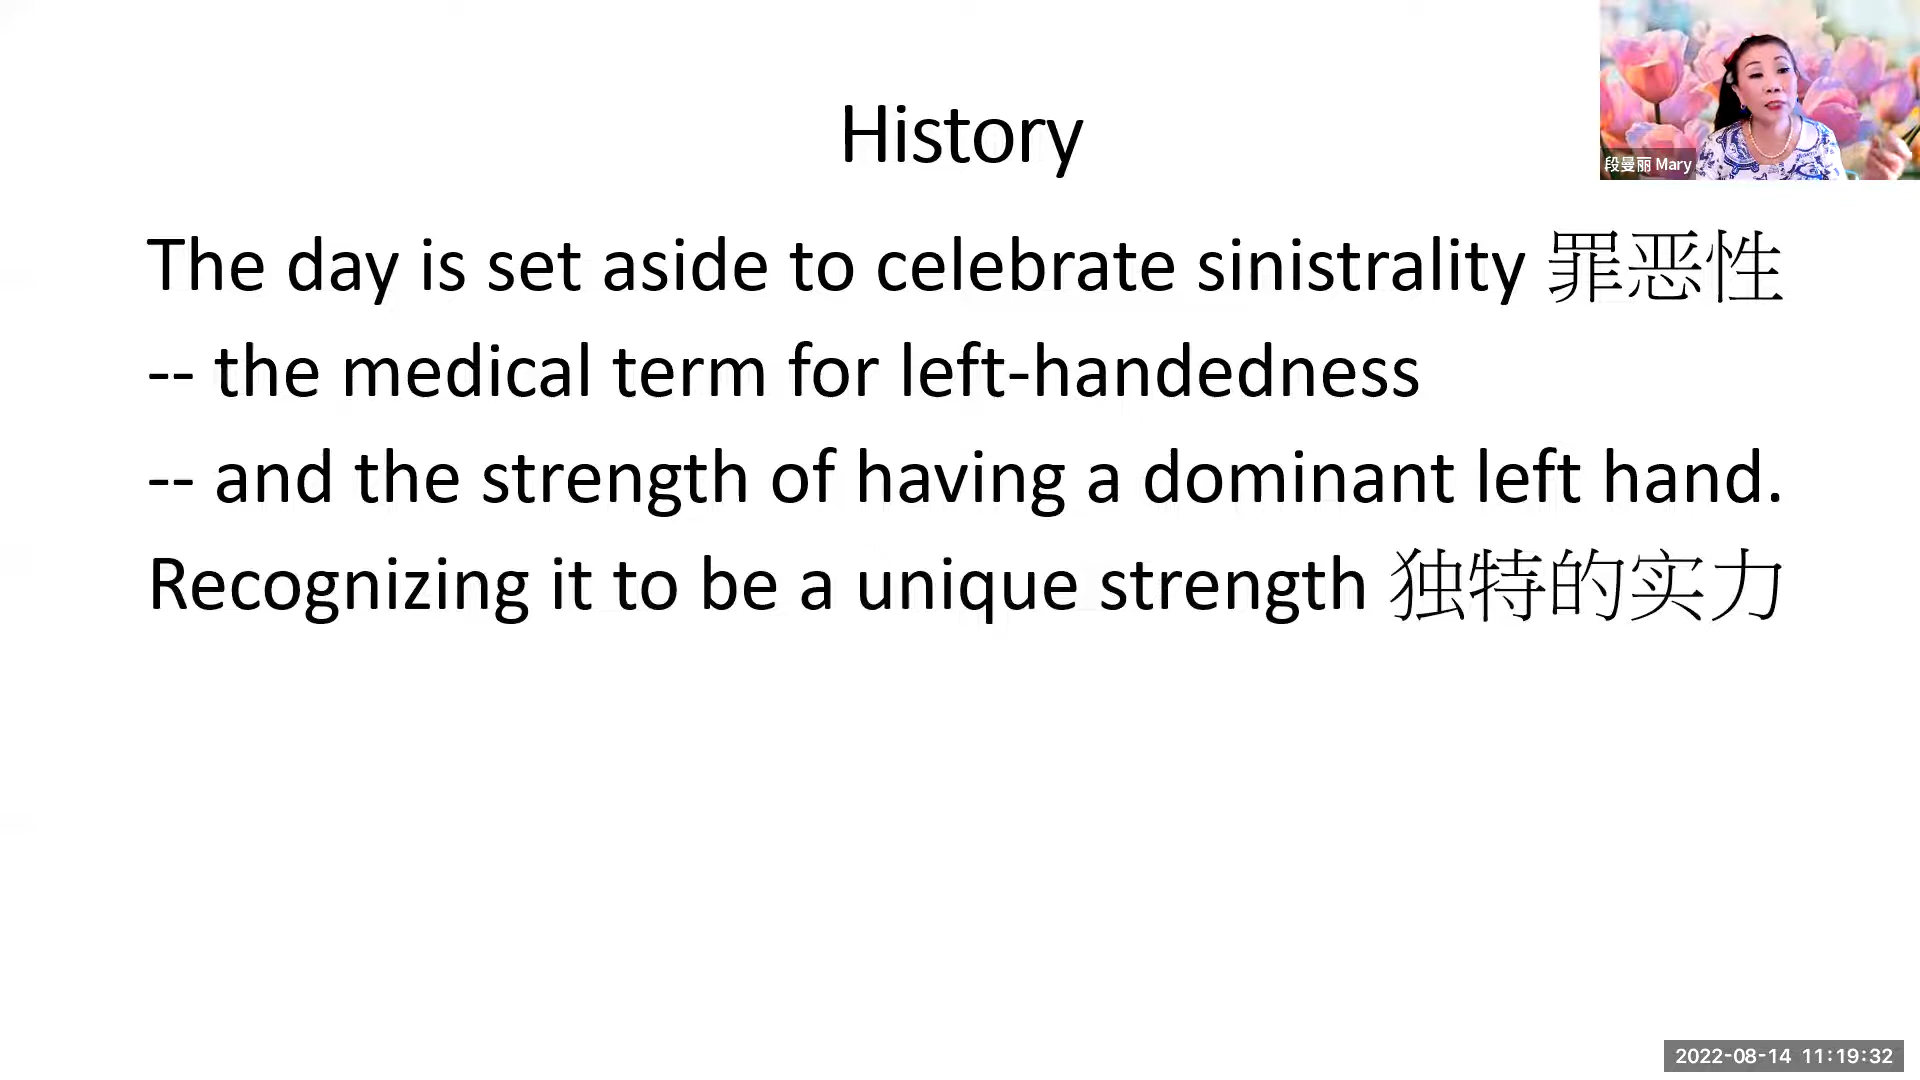 History
The day is set aside to celebrate sinistrality 罪恶性
-- the medical term for left-handedness
-- and the strength of having a dominant left hand.
Recognizing it to be a unique strength 独特的实力
段曼丽 Mary
2022-08-14 11:19:32